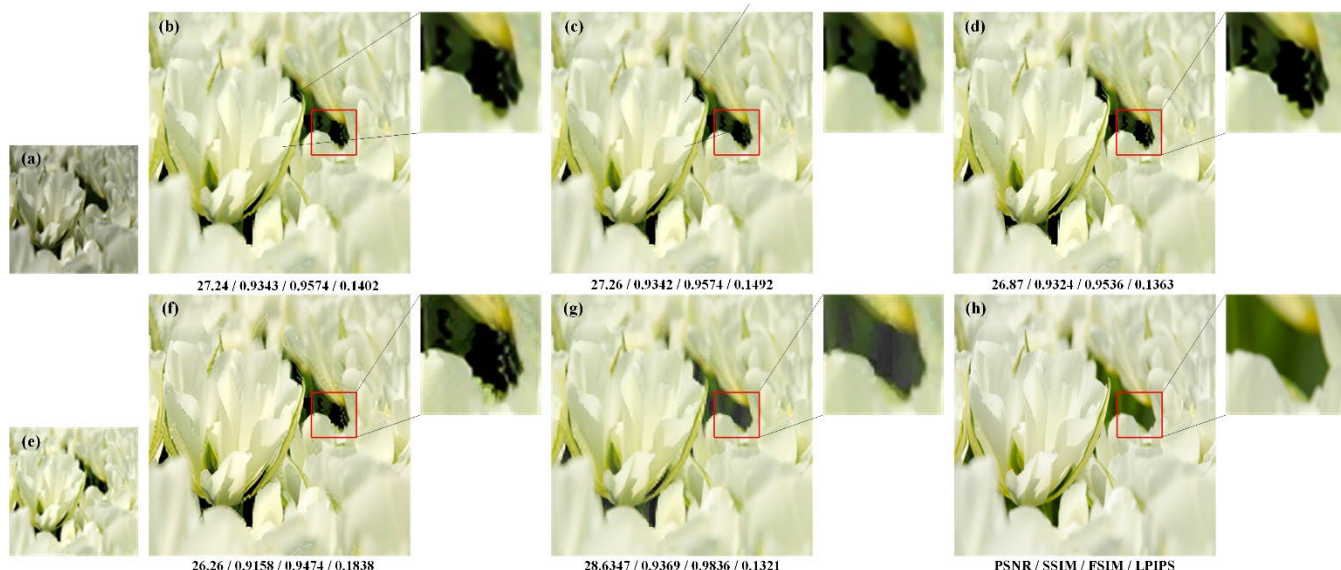 (b)
(c)
(d)
(a)
27.24 / 0.9343 / 0.9574 / 0.1402
27.26 / 0.9342 / 0.9574 / 0.1492
26.87 / 0.9324 / 0.9536 / 0.1363
(f)
(g)
(h)
(e)
26.26 / 0.9158 / 0.9474 / 0.1838
28.6347 / 0.9369 / 0.9836 / 0.1321
PSNR / SSIM / FSIM / LPIPS